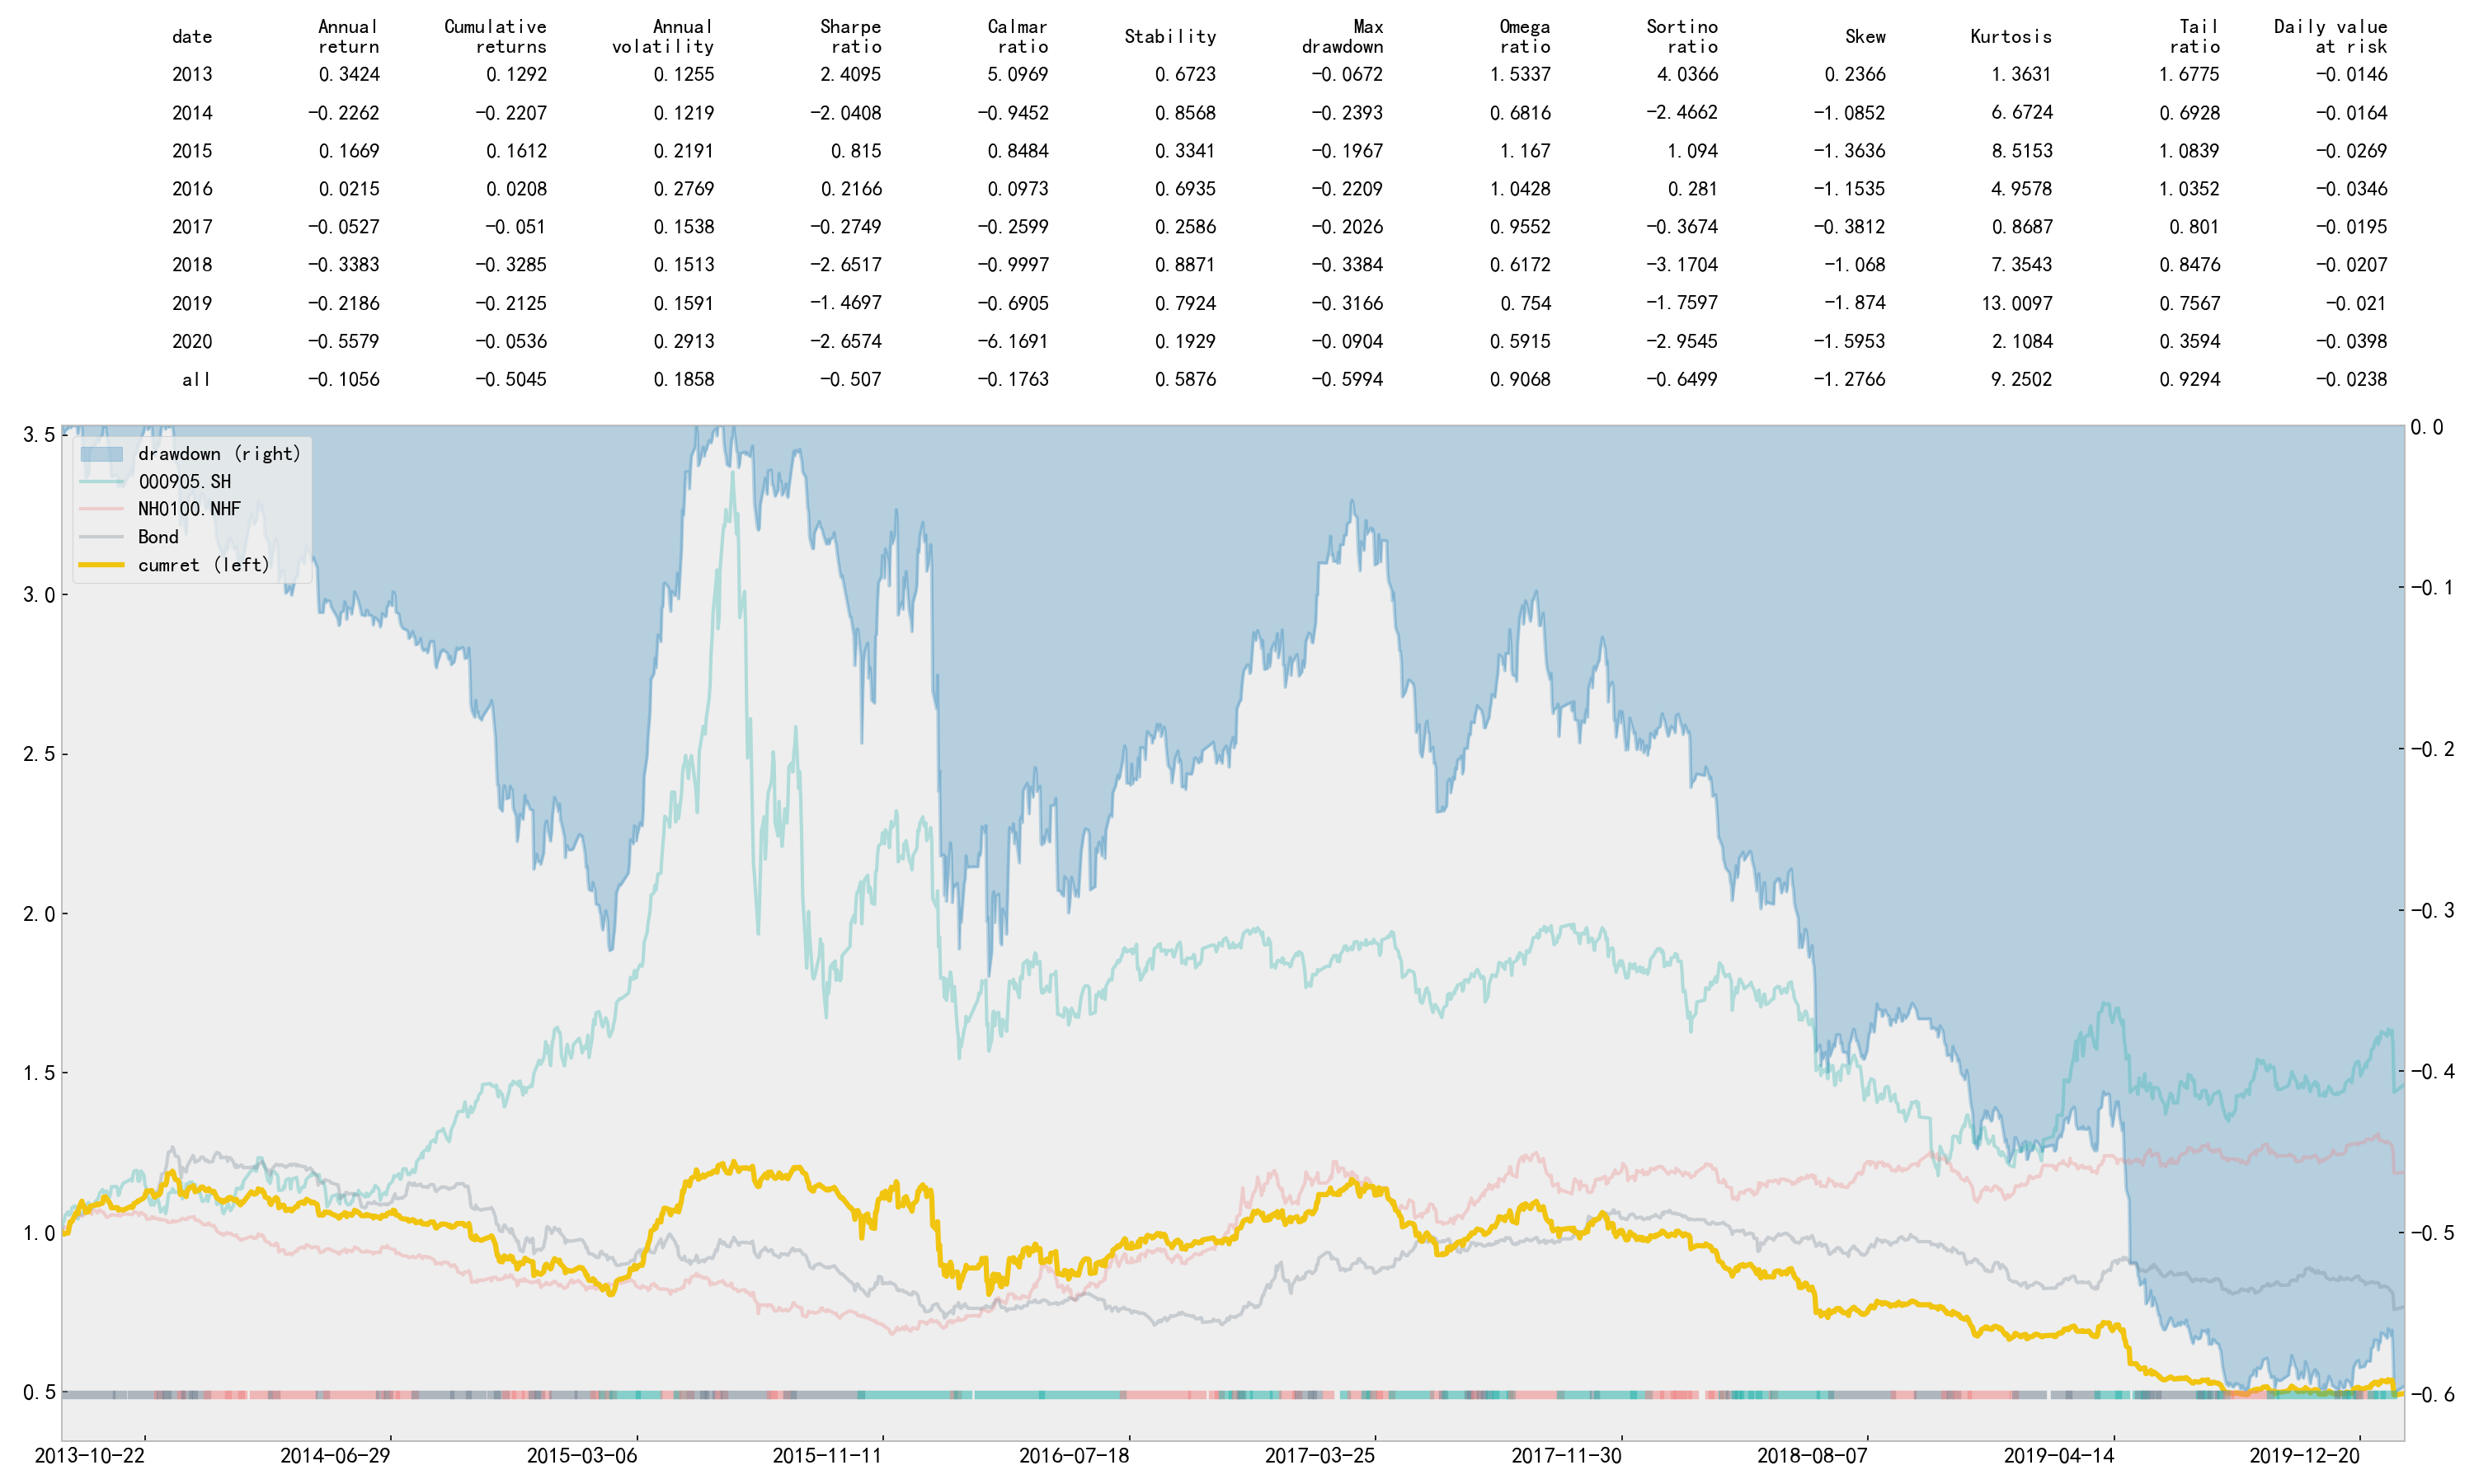 date Annual return Cumulative returns Annual volatility Sharpe ratio Calmar ratio Stability Max drawdown Omega ratio Sortino ratio Skew Kurtosis Tail ratio Daily value at risk
2013 0.3424 0.1292 0.1255 2.4095 5.0969 0.6723 -0.0672 1.5337 4.0366 0.2366 1.3631 1.6775 -0.0146
2014 -0.2262 -0.2207 0.1219 -2.0408 -0.9452 0.8568 -0.2393 0.6816 -2.4662 -1.0852 6.6724 0.6928 -0.0164
2015 0.1669 0.1612 0.2191 0.815 0.8484 0.3341 -0.1967 1.167 1.094 -1.3636 8.5153 1.0839 -0.0269
2016 0.0215 0.0208 0.2769 0.2166 0.0973 0.6935 -0.2209 1.0428 0.281 -1.1535 4.9578 1.0352 -0.0346
2017 -0.0527 -0.051 0.1538 -0.2749 -0.2599 0.2586 -0.2026 0.9552 -0.3674 -0.3812 0.8687 0.801 -0.0195
2018 -0.3383 -0.3285 0.1513 -2.6517 -0.9997 0.8871 -0.3384 0.6172 -3.1704 -1.068 7.3543 0.8476 -0.0207
2019 -0.2186 -0.2125 0.1591 -1.4697 -0.6905 0.7924 -0.3166 0.754 -1.7597 -1.874 13.0097 0.7567 -0.021
2020 -0.5579 -0.0536 0.2913 -2.6574 -6.1691 0.1929 -0.0904 0.5915 -2.9545 -1.5953 2.1084 0.3594 -0.0398
all -0.1056 -0.5045 0.1858 -0.507 -0.1763 0.5876 -0.5994 0.9068 -0.6499 -1.2766 9.2502 0.9294 -0.0238
3.5
3.0
2.5
2.0
1.5
1.0
0.5
drawdown (right)
000905.SH
NH0100.NHF
Bond
cumret (left)
0.0
-0.1
-0.2
-0.3
-0.4
-0.5
-0.6
2013-10-22 2014-06-29 2015-03-06 2015-11-11 2016-07-18 2017-03-25 2017-11-30 2018-08-07 2019-04-14 2019-12-20